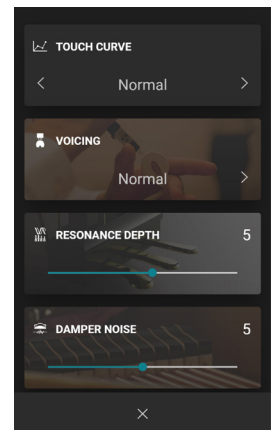 TOUCH CURVE
Normal
VOICING
Normal
RESONANCE DEPTH 5
DAMPER NOISE 5